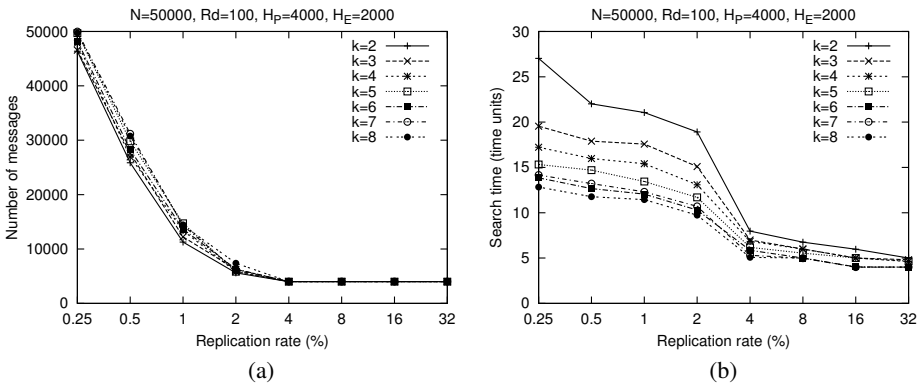 N=50000, Rd=100, H_P=4000, H_E=2000
Number of messages
50000
40000
30000
20000
10000
0
k=2
k=3
k=4
k=5
k=6
k=7
k=8
0.25 0.5 1 2 4 8 16 32
Replication rate (%)
(a)
N=50000, Rd=100, H_P=4000, H_E=2000
Search time (time units)
30
25
20
15
10
5
0
k=2
k=3
k=4
k=5
k=6
k=7
k=8
0.25 0.5 1 2 4 8 16 32
Replication rate (%)
(b)